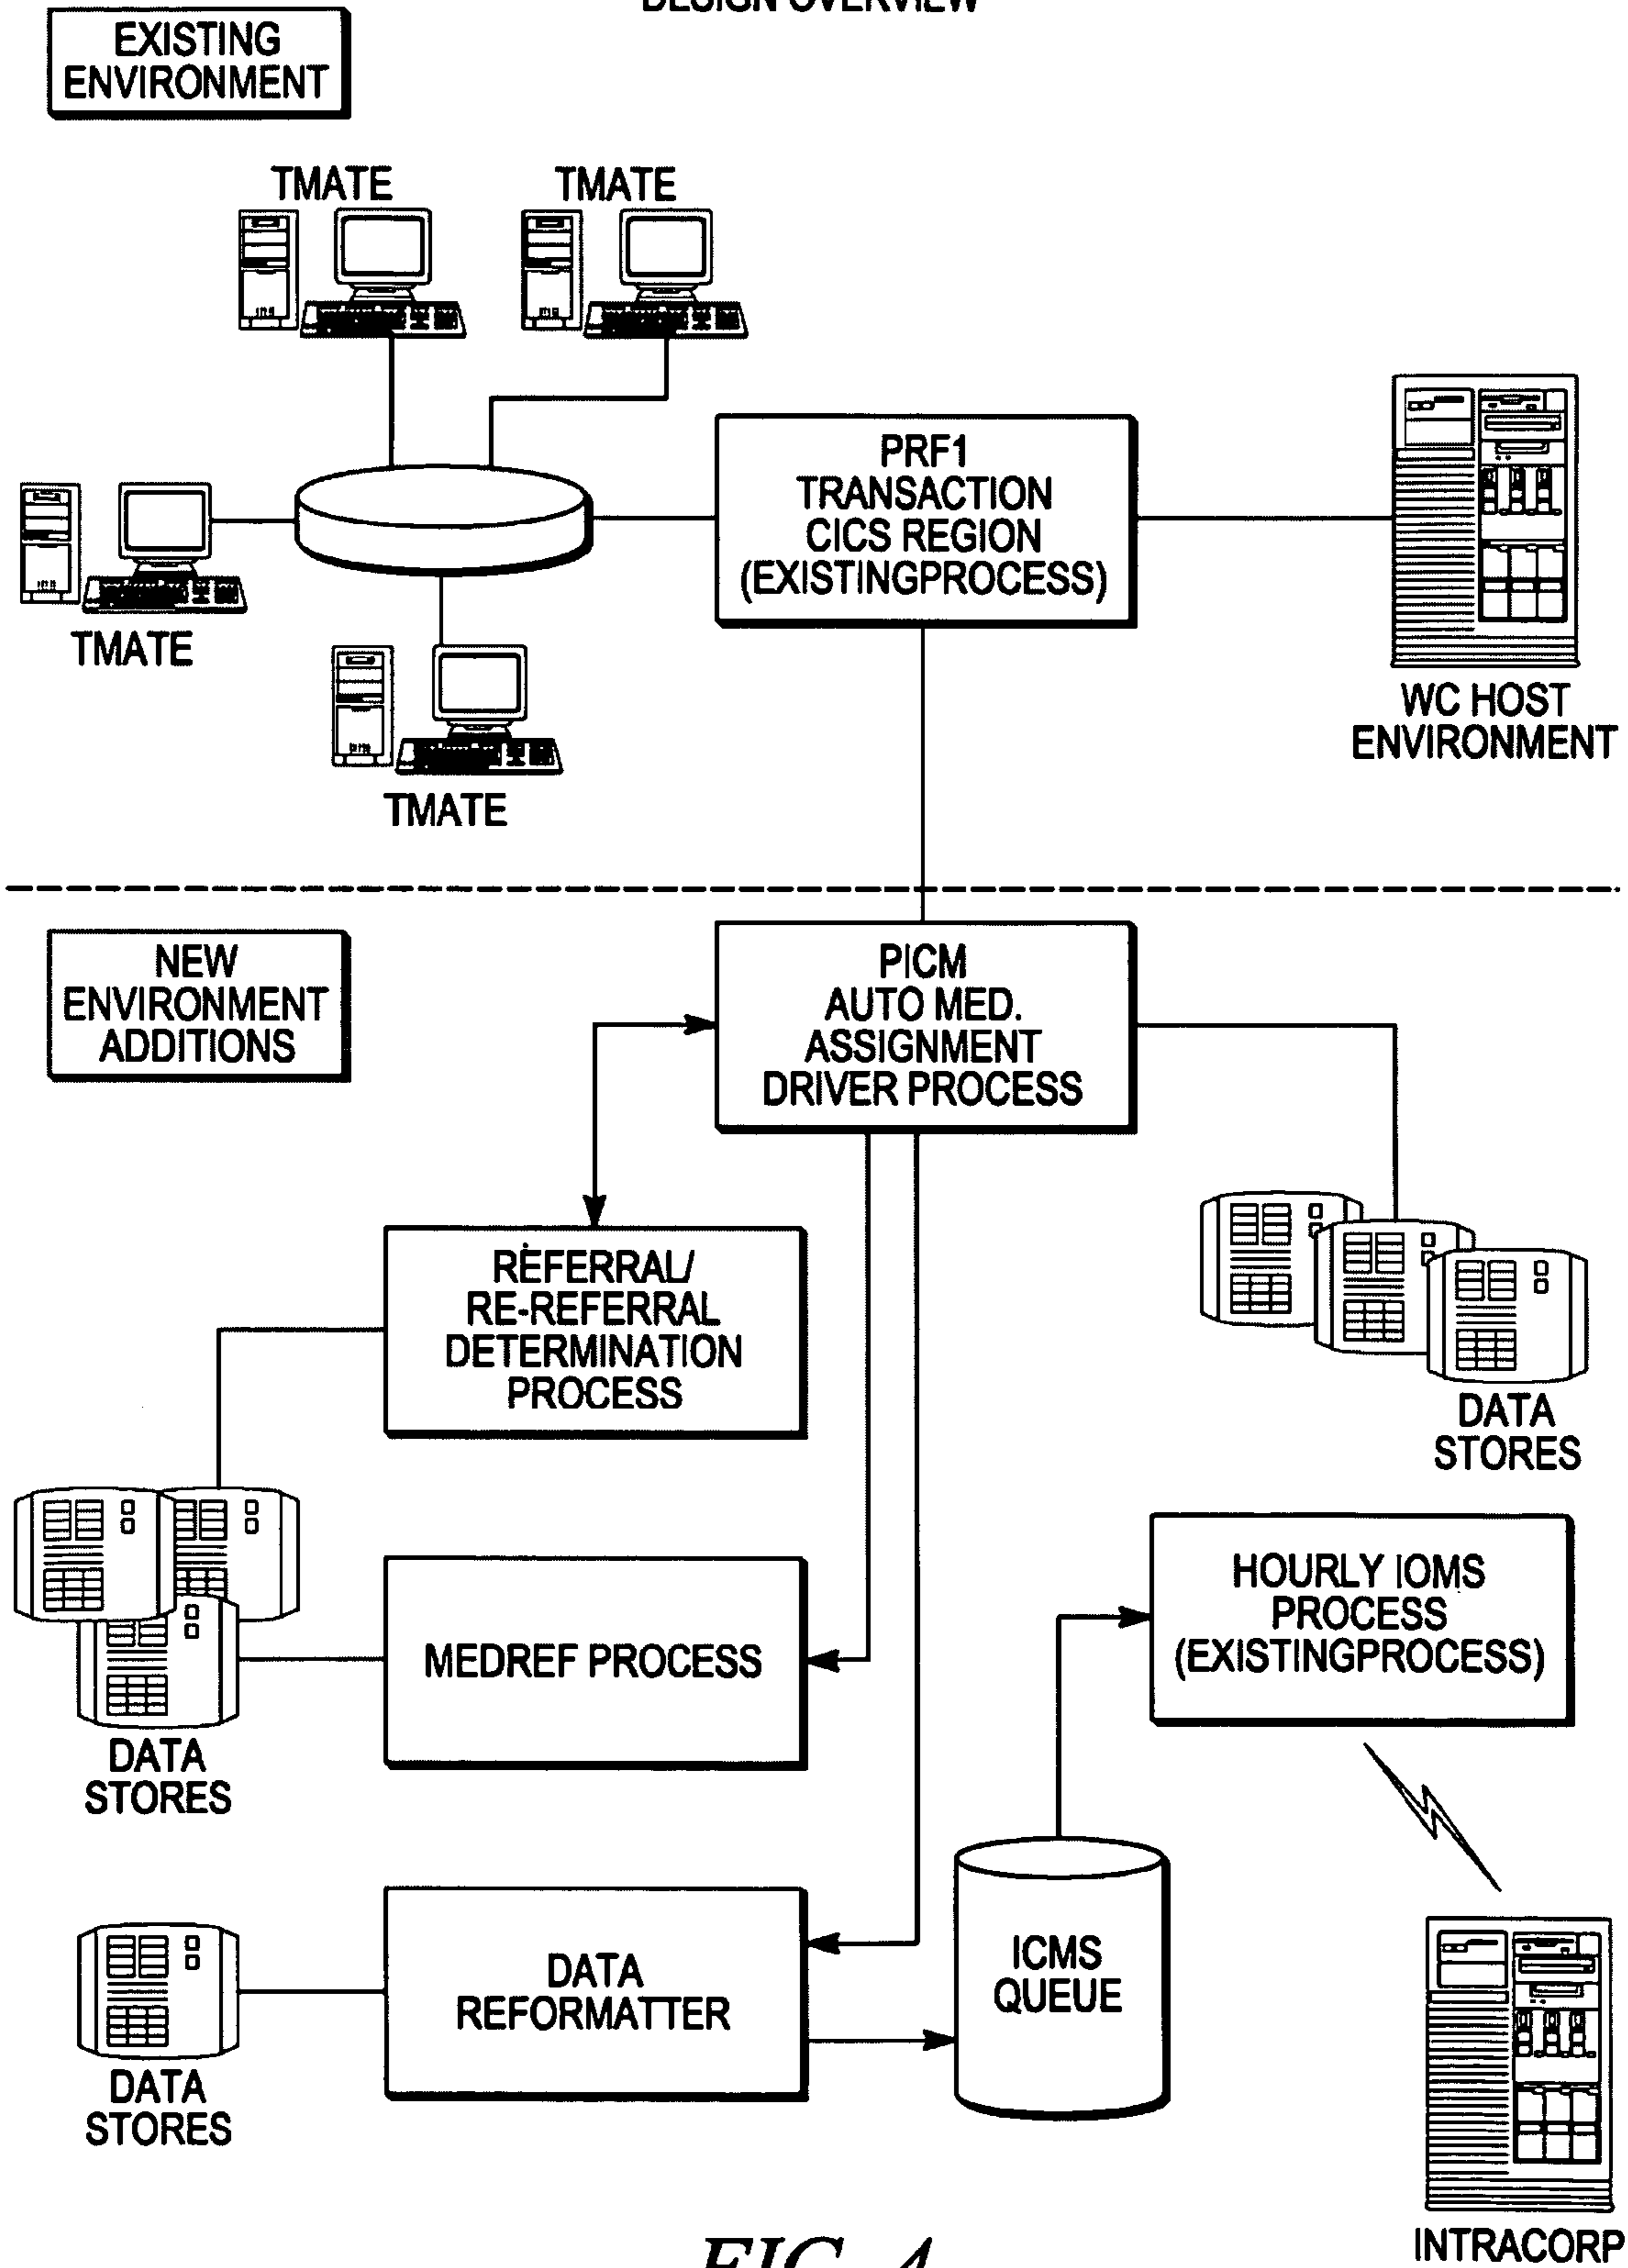 DESIGN OVERVIEW
EXISTING
ENVIRONMENT
TMATE
TMATE
PRF1
TRANSACTION
CICS REGION
(EXISTINGPROCESS)
TMATE
WC HOST
ENVIRONMENT
TMATE
NEW
ENVIRONMENT
ADDITIONS
PICM
AUTO MED.
ASSIGNMENT
DRIVER PROCESS
REFERRAL/
RE-REFERRAL
DETERMINATION
PROCESS
DATA
STORES
HOURLY IOMS
PROCESS
(EXISTINGPROCESS)
MEDREF PROCESS
DATA
STORES
ICMS
QUEUE
DATA
REFORMATTER
DATA
STORES
INTRACORP
FIG. 4